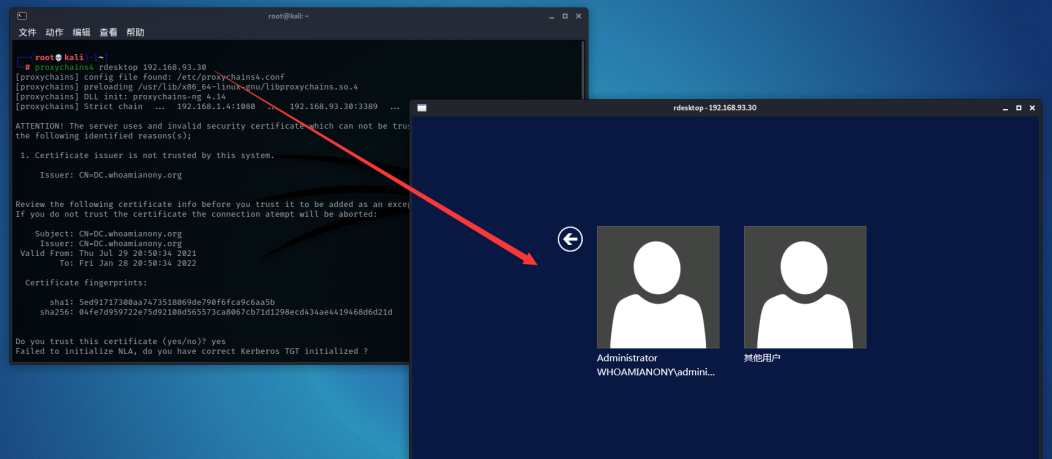 root@kali: ~
文件 动作 编辑 查看 帮助
(root💀kali)-[~]
# proxychains4 rdesktop 192.168.93.30
[proxychains] config file found: /etc/proxychains4.conf
[proxychains] preloading /usr/lib/x86_64-linux-gnu/libproxychains.so.4
[proxychains] DLL init: proxychains-ng 4.14
[proxychains] Strict chain ... 192.168.1.4:1080 ... 192.168.93.30:3389 ...
ATTENTION! The server uses and invalid security certificate which can not be trus
the following identified reasons(s);
1. Certificate issuer is not trusted by this system.
Issuer: CN=DC.whoamianony.org
Review the following certificate info before you trust it to be added as an excep
If you do not trust the certificate the connection atempt will be aborted:
Subject: CN=DC.whoamianony.org
Issuer: CN=DC.whoamianony.org
Valid From: Thu Jul 29 20:50:34 2021
To: Fri Jan 28 20:50:34 2022
Certificate fingerprints:
sha1: 5ed91717300aa7473518069de790f6fca9c6aa5b
sha256: 04fe7d959722e75d92108d565573ca8067cb71d1298ecd434ae4419468d6d21d
Do you trust this certificate (yes/no)? yes
Failed to initialize NLA, do you have correct Kerberos TGT initialized ?
rdesktop - 192.168.93.30
Administrator
WHOAMIANONY\admini...
其他用户